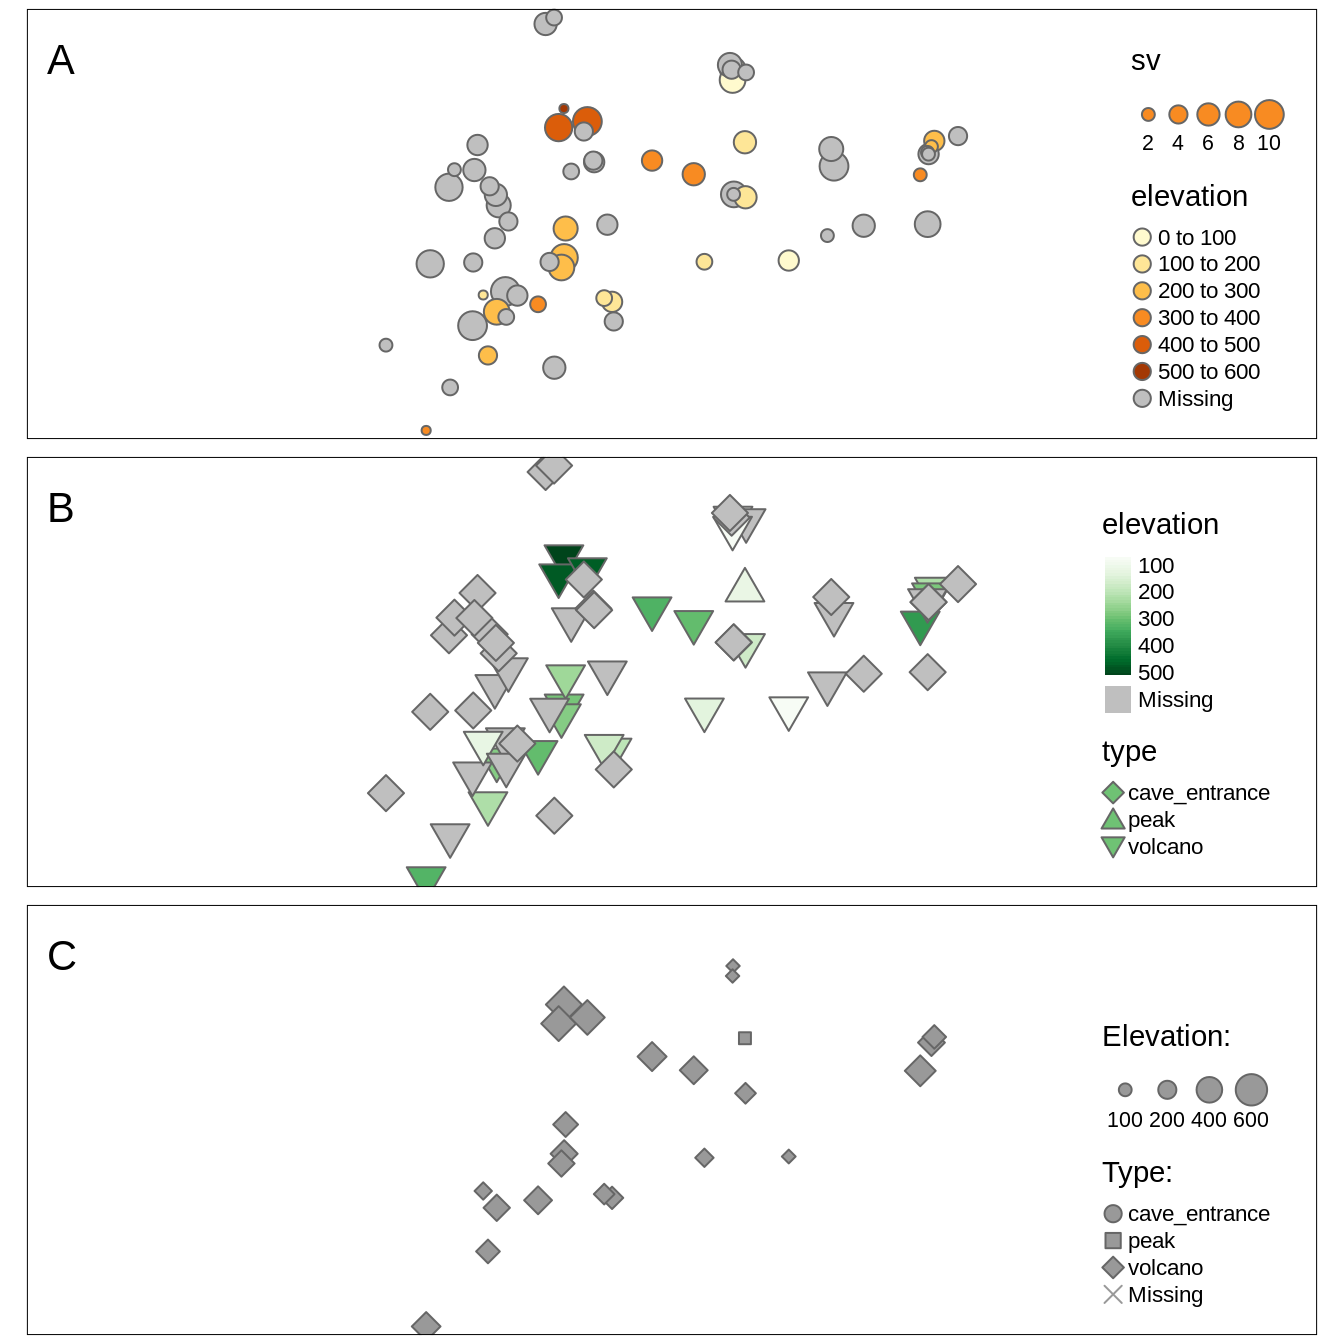 A
sv
2 4 6 8 10
elevation
0 to 100
100 to 200
200 to 300
300 to 400
400 to 500
500 to 600
Missing
B
elevation
100
200
300
400
500
Missing
type
cave_entrance
peak
volcano
C
Elevation:
100 200 400 600
Type:
cave_entrance
peak
volcano
Missing